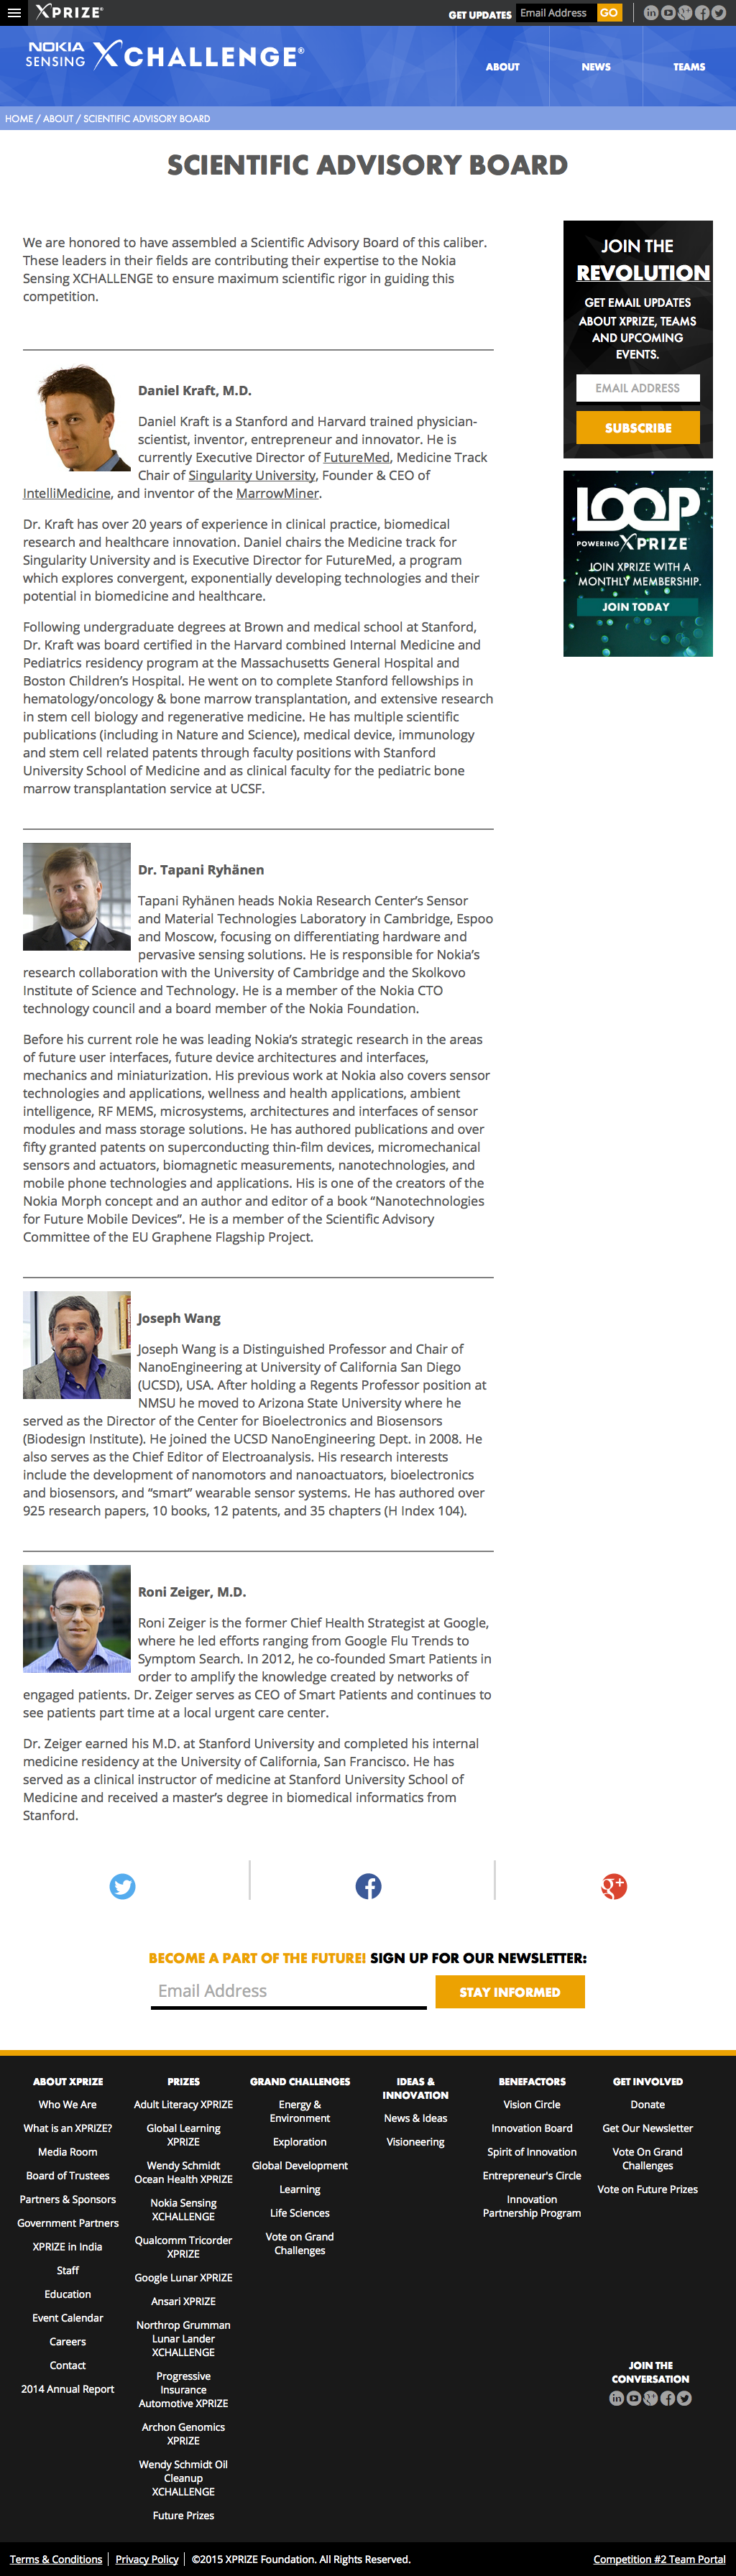 XPRIZE®
GET UPDATES
Email Address
GO
NOKIA
SENSING
XCHALLENGE®
ABOUT
NEWS
TEAMS
HOME / ABOUT / SCIENTIFIC ADVISORY BOARD
SCIENTIFIC ADVISORY BOARD
We are honored to have assembled a Scientific Advisory Board of this caliber.
These leaders in their fields are contributing their expertise to the Nokia
Sensing XCHALLENGE to ensure maximum scientific rigor in guiding this
competition.
JOIN THE
REVOLUTION
GET EMAIL UPDATES
ABOUT XPRIZE, TEAMS
AND UPCOMING
EVENTS.
EMAIL ADDRESS
SUBSCRIBE
LOOP™
POWERING XPRIZE®
JOIN XPRIZE WITH A
MONTHLY MEMBERSHIP.
JOIN TODAY
Daniel Kraft, M.D.
Daniel Kraft is a Stanford and Harvard trained physician-
scientist, inventor, entrepreneur and innovator. He is
currently Executive Director of FutureMed, Medicine Track
Chair of Singularity University, Founder & CEO of
IntelliMedicine, and inventor of the MarrowMiner.
Dr. Kraft has over 20 years of experience in clinical practice, biomedical
research and healthcare innovation. Daniel chairs the Medicine track for
Singularity University and is Executive Director for FutureMed, a program
which explores convergent, exponentially developing technologies and their
potential in biomedicine and healthcare.
Following undergraduate degrees at Brown and medical school at Stanford,
Dr. Kraft was board certified in the Harvard combined Internal Medicine and
Pediatrics residency program at the Massachusetts General Hospital and
Boston Children's Hospital. He went on to complete Stanford fellowships in
hematology/oncology & bone marrow transplantation, and extensive research
in stem cell biology and regenerative medicine. He has multiple scientific
publications (including in Nature and Science), medical device, immunology
and stem cell related patents through faculty positions with Stanford
University School of Medicine and as clinical faculty for the pediatric bone
marrow transplantation service at UCSF.
Dr. Tapani Ryhänen
Tapani Ryhänen heads Nokia Research Center's Sensor
and Material Technologies Laboratory in Cambridge, Espoo
and Moscow, focusing on differentiating hardware and
pervasive sensing solutions. He is responsible for Nokia's
research collaboration with the University of Cambridge and the Skolkovo
Institute of Science and Technology. He is a member of the Nokia CTO
technology council and a board member of the Nokia Foundation.
Before his current role he was leading Nokia's strategic research in the areas
of future user interfaces, future device architectures and interfaces,
mechanics and miniaturization. His previous work at Nokia also covers sensor
technologies and applications, wellness and health applications, ambient
intelligence, RF MEMS, microsystems, architectures and interfaces of sensor
modules and mass storage solutions. He has authored publications and over
fifty granted patents on superconducting thin-film devices, micromechanical
sensors and actuators, biomagnetic measurements, nanotechnologies, and
mobile phone technologies and applications. His is one of the creators of the
Nokia Morph concept and an author and editor of a book “Nanotechnologies
for Future Mobile Devices”. He is a member of the Scientific Advisory
Committee of the EU Graphene Flagship Project.
Joseph Wang
Joseph Wang is a Distinguished Professor and Chair of
NanoEngineering at University of California San Diego
(UCSD), USA. After holding a Regents Professor position at
NMSU he moved to Arizona State University where he
served as the Director of the Center for Bioelectronics and Biosensors
(Biodesign Institute). He joined the UCSD NanoEngineering Dept. in 2008. He
also serves as the Chief Editor of Electroanalysis. His research interests
include the development of nanomotors and nanoactuators, bioelectronics
and biosensors, and “smart” wearable sensor systems. He has authored over
925 research papers, 10 books, 12 patents, and 35 chapters (H Index 104).
Roni Zeiger, M.D.
Roni Zeiger is the former Chief Health Strategist at Google,
where he led efforts ranging from Google Flu Trends to
Symptom Search. In 2012, he co-founded Smart Patients in
order to amplify the knowledge created by networks of
engaged patients. Dr. Zeiger serves as CEO of Smart Patients and continues to
see patients part time at a local urgent care center.
Dr. Zeiger earned his M.D. at Stanford University and completed his internal
medicine residency at the University of California, San Francisco. He has
served as a clinical instructor of medicine at Stanford University School of
Medicine and received a master's degree in biomedical informatics from
Stanford.
BECOME A PART OF THE FUTURE! SIGN UP FOR OUR NEWSLETTER:
Email Address
STAY INFORMED
ABOUT XPRIZE
Who We Are
What is an XPRIZE?
Media Room
Board of Trustees
Partners & Sponsors
Government Partners
XPRIZE in India
Staff
Education
Event Calendar
Careers
Contact
2014 Annual Report
PRIZES
Adult Literacy XPRIZE
Global Learning
XPRIZE
Wendy Schmidt
Ocean Health XPRIZE
Nokia Sensing
XCHALLENGE
Qualcomm Tricorder
XPRIZE
Google Lunar XPRIZE
Ansari XPRIZE
Northrop Grumman
Lunar Lander
XCHALLENGE
Progressive
Insurance
Automotive XPRIZE
Archon Genomics
XPRIZE
Wendy Schmidt Oil
Cleanup
XCHALLENGE
Future Prizes
GRAND CHALLENGES
Energy &
Environment
Exploration
Global Development
Learning
Life Sciences
Vote on Grand
Challenges
IDEAS &
INNOVATION
News & Ideas
Visioneering
BENEFACTORS
Vision Circle
Innovation Board
Spirit of Innovation
Entrepreneur's Circle
Innovation
Partnership Program
GET INVOLVED
Donate
Get Our Newsletter
Vote On Grand
Challenges
Vote on Future Prizes
JOIN THE
CONVERSATION
Terms & Conditions
Privacy Policy
©2015 XPRIZE Foundation. All Rights Reserved.
Competition #2 Team Portal